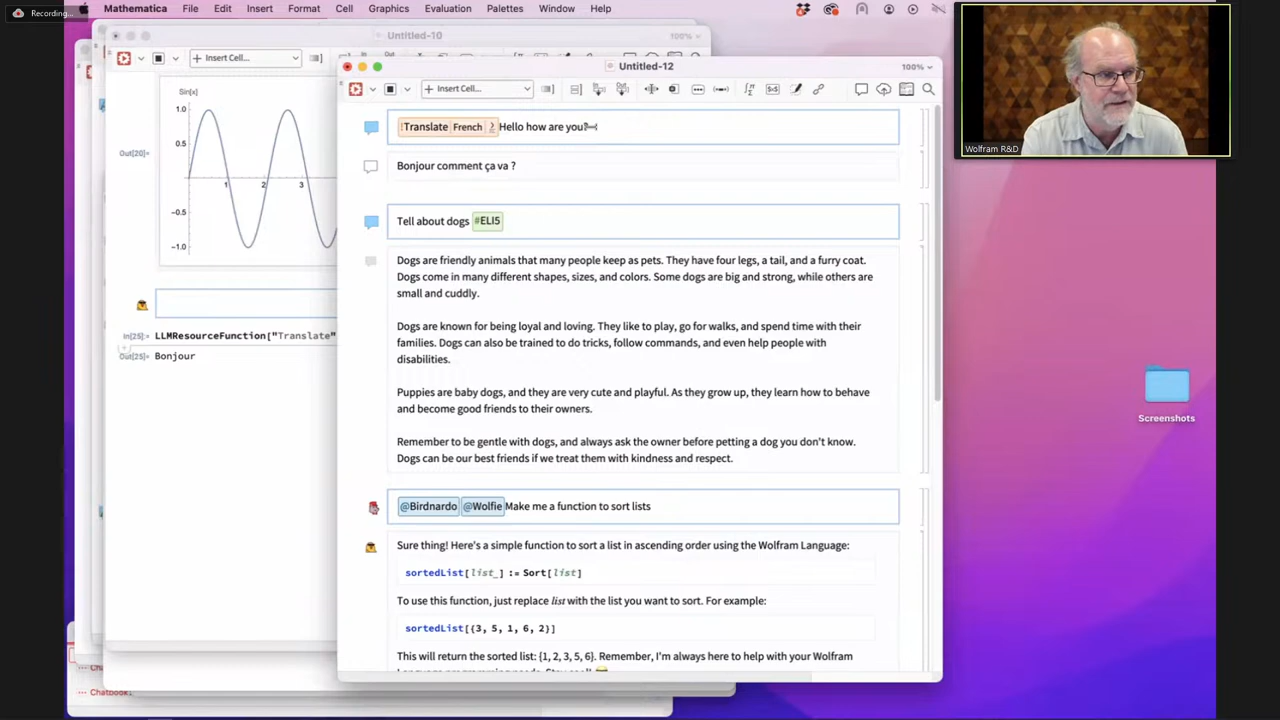 Recording...
Mathematica File Edit Insert Format Cell Graphics Evaluation Palettes Window Help
Untitled-10
100%
Insert Cell...
Sin[x]
1.0
0.5
Out[20]=
1 2 3
-0.5
-1.0
In[25]:= LLMResourceFunction["Translate"
Out[25]= Bonjour
Chatbook
Untitled-12
100%
Insert Cell...
!Translate French > Hello how are you?
Bonjour comment ça va ?
Tell about dogs #ELI5
Dogs are friendly animals that many people keep as pets. They have four legs, a tail, and a furry coat.
Dogs come in many different shapes, sizes, and colors. Some dogs are big and strong, while others are
small and cuddly.
Dogs are known for being loyal and loving. They like to play, go for walks, and spend time with their
families. Dogs can also be trained to do tricks, follow commands, and even help people with
disabilities.
Puppies are baby dogs, and they are very cute and playful. As they grow up, they learn how to behave
and become good friends to their owners.
Remember to be gentle with dogs, and always ask the owner before petting a dog you don't know.
Dogs can be our best friends if we treat them with kindness and respect.
@Birdnardo @Wolfie Make me a function to sort lists
Sure thing! Here's a simple function to sort a list in ascending order using the Wolfram Language:
sortedList[list_] := Sort[list]
To use this function, just replace list with the list you want to sort. For example:
sortedList[{3, 5, 1, 6, 2}]
This will return the sorted list: {1, 2, 3, 5, 6}. Remember, I'm always here to help with your Wolfram
Wolfram R&D
Screenshots